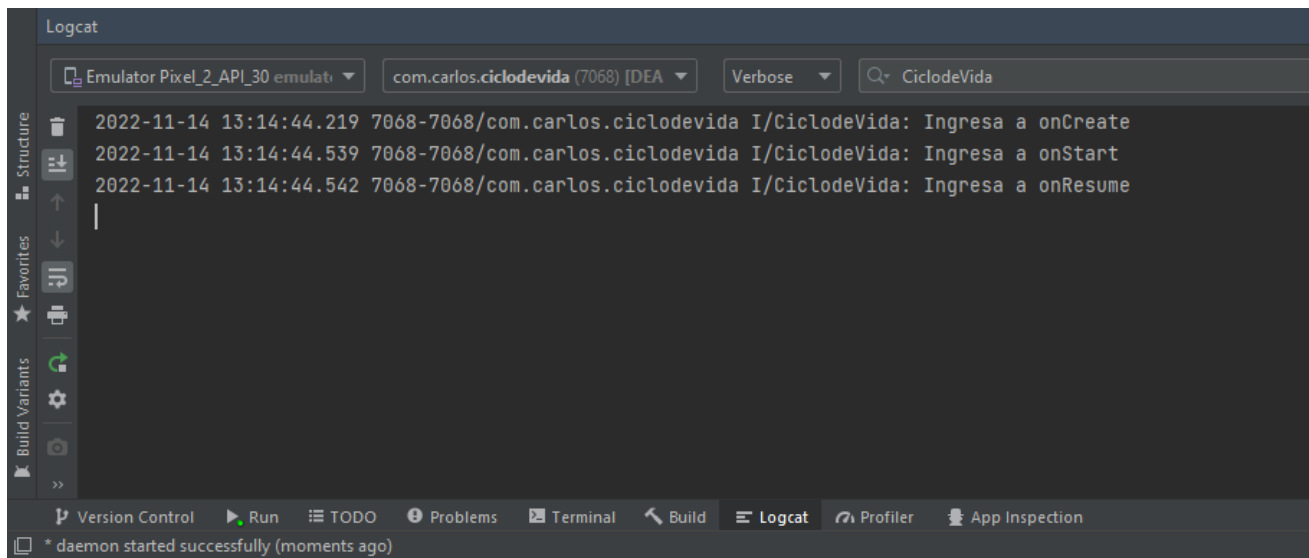 Logcat
Emulator Pixel_2_API_30 emulat
com.carlos.ciclodevida (7068) [DEA
Verbose
CiclodeVida
2022-11-14 13:14:44.219 7068-7068/com.carlos.ciclodevida I/CiclodeVida: Ingresa a onCreate
2022-11-14 13:14:44.539 7068-7068/com.carlos.ciclodevida I/CiclodeVida: Ingresa a onStart
2022-11-14 13:14:44.542 7068-7068/com.carlos.ciclodevida I/CiclodeVida: Ingresa a onResume
Structure
Favorites
Build Variants
Version Control Run TODO Problems Terminal Build Logcat Profiler App Inspection
* daemon started successfully (moments ago)